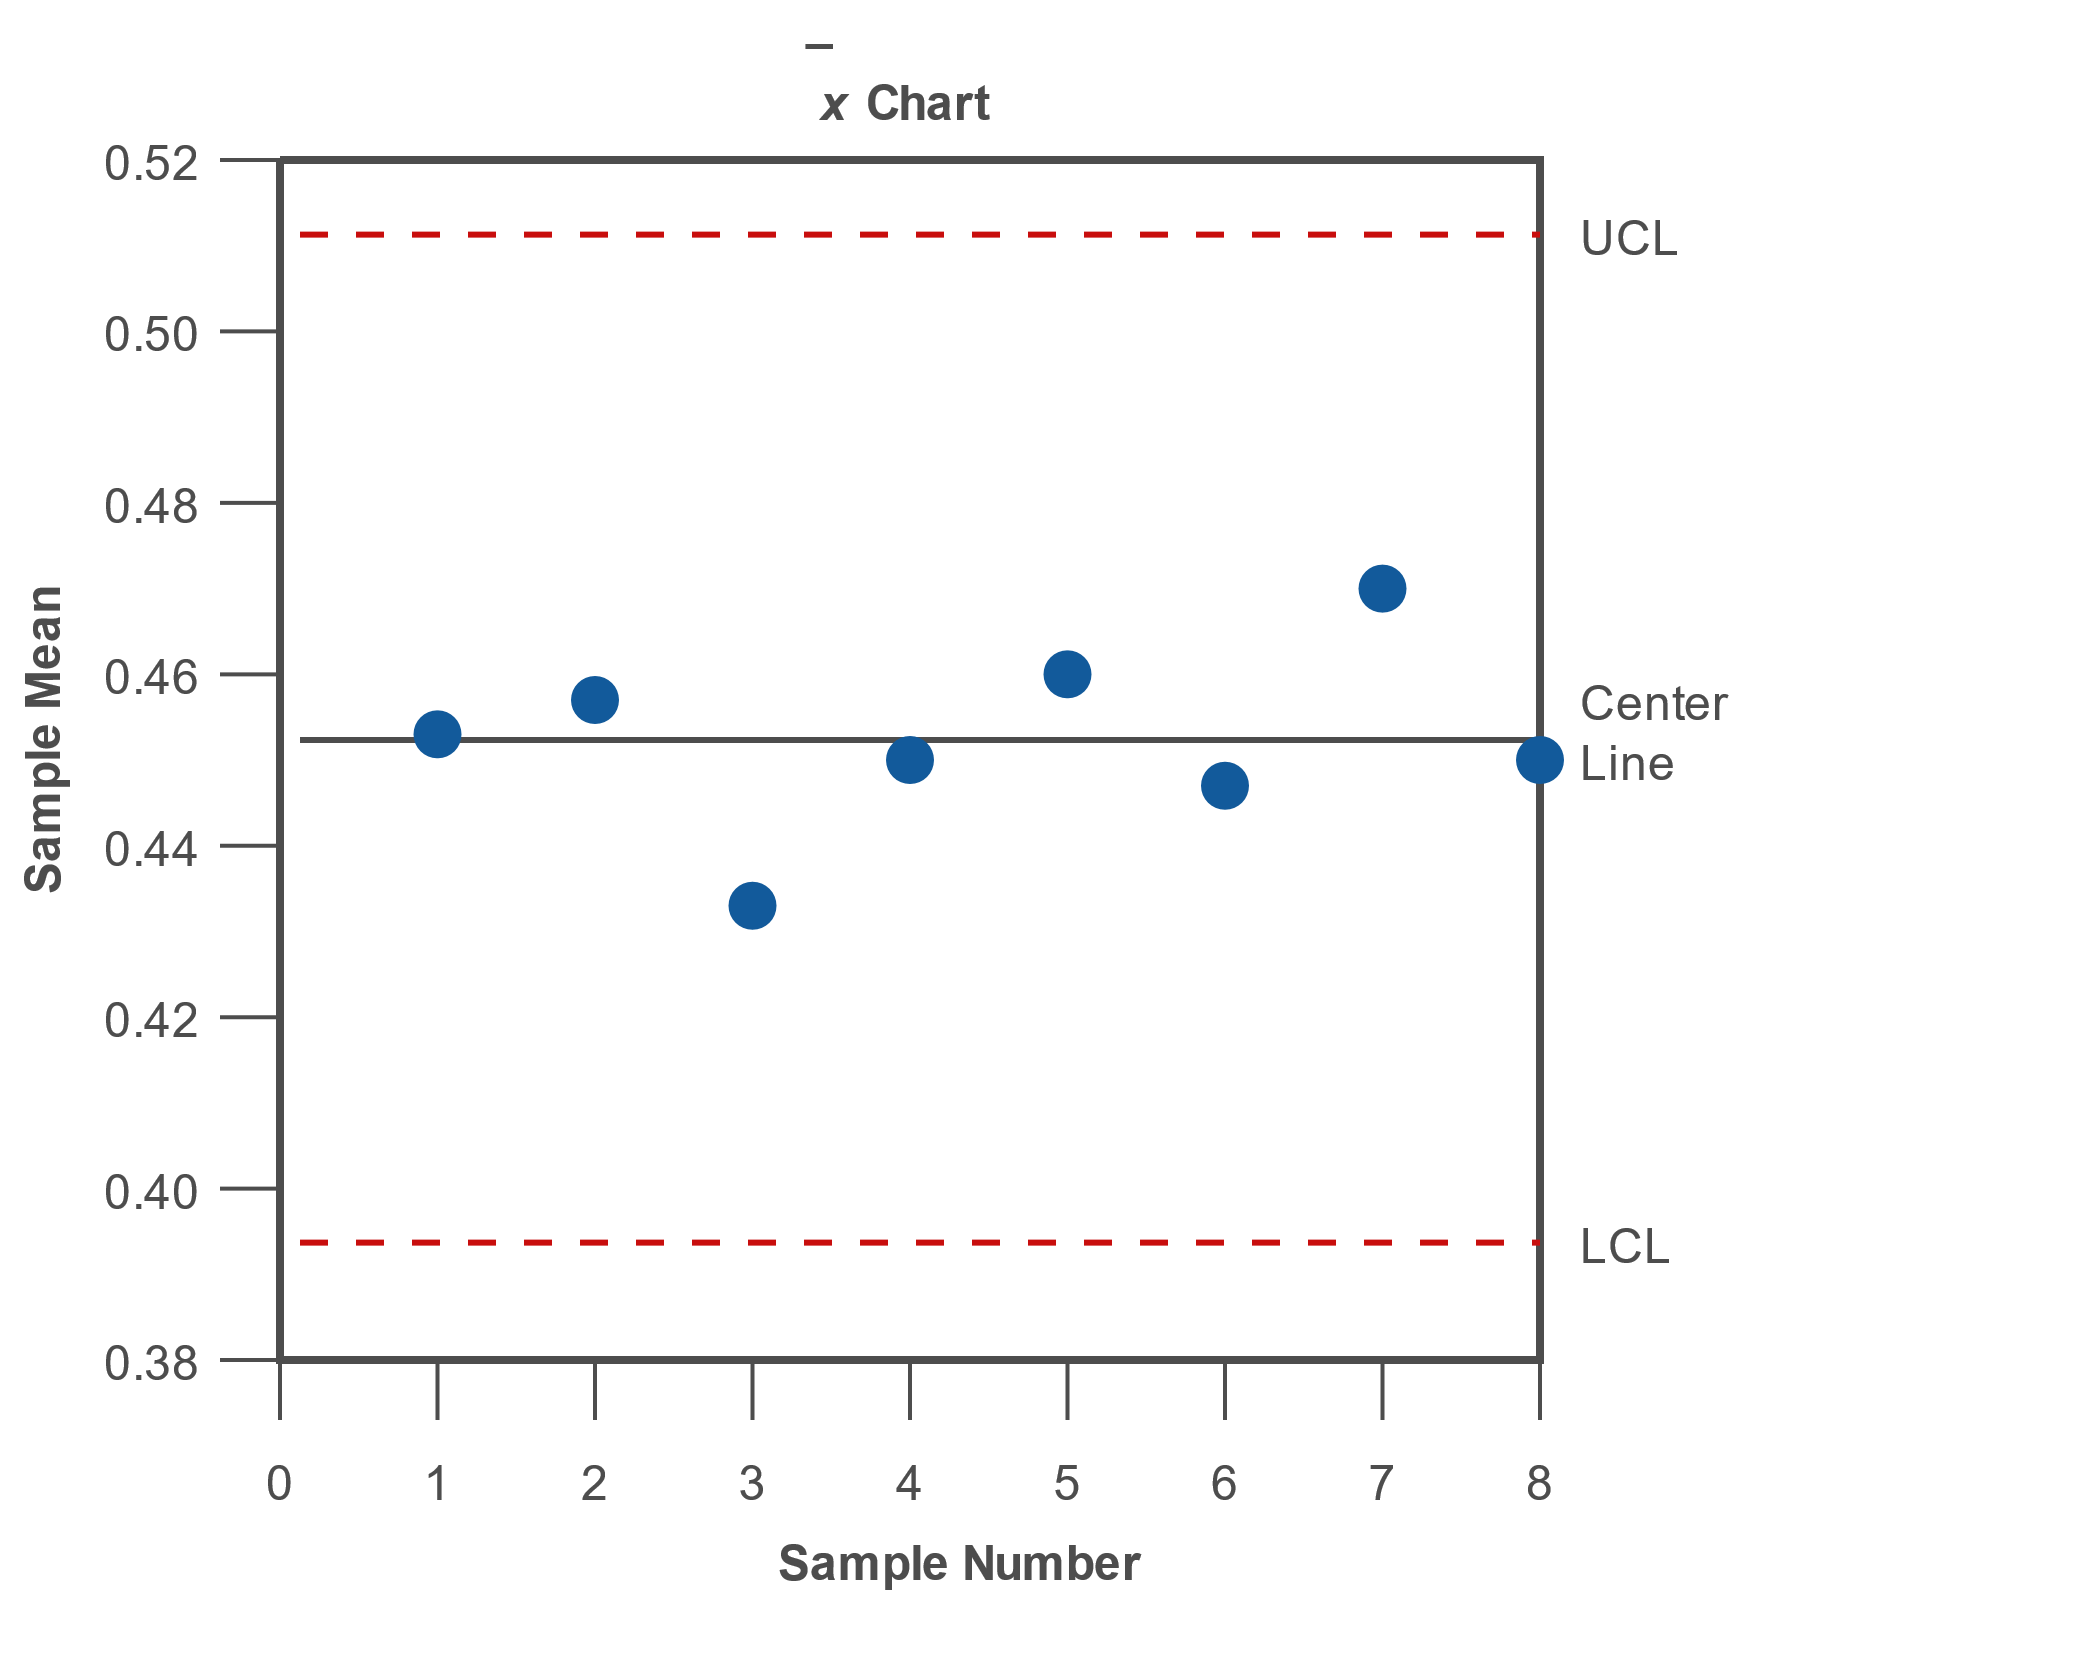 x̄ Chart
0.52
UCL
0.50
0.48
0.46
Center
Line
0.44
0.42
0.40
LCL
0.38
Sample Mean
0 1 2 3 4 5 6 7 8
Sample Number